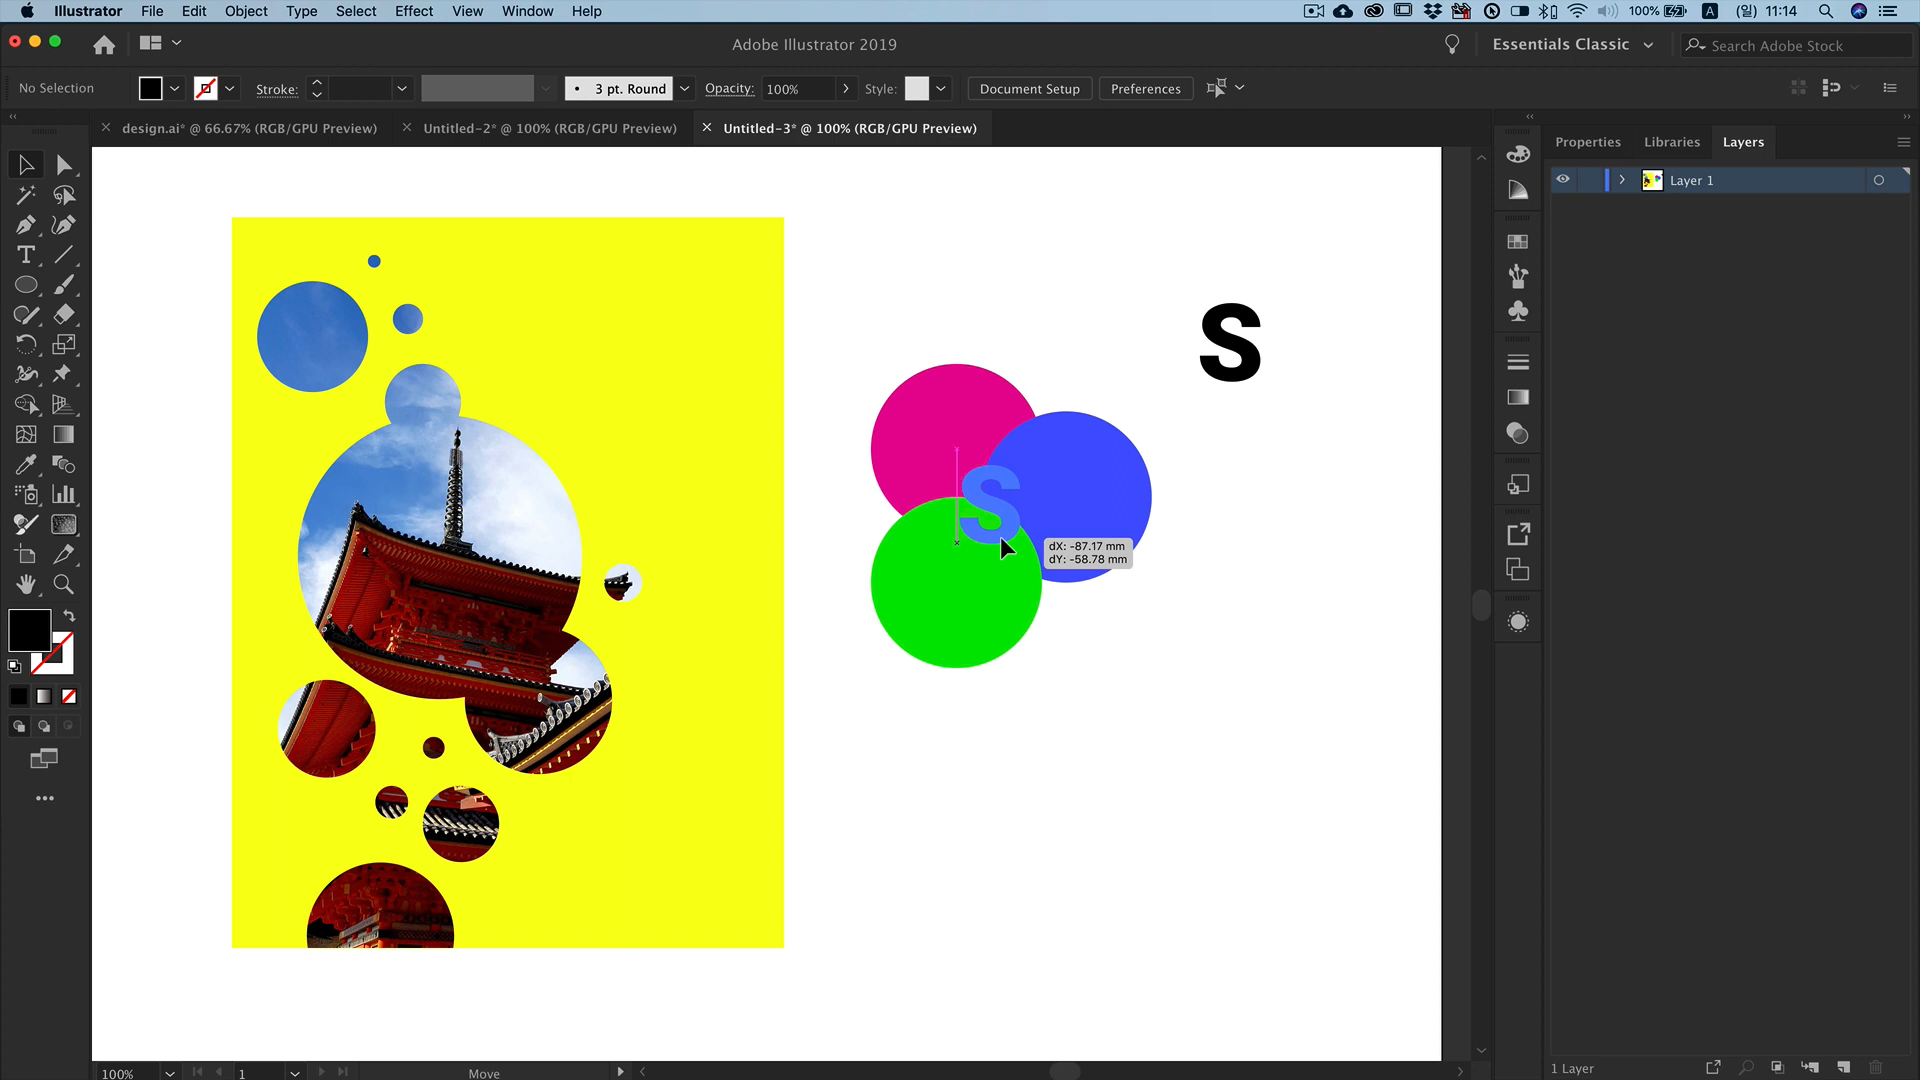 Illustrator File Edit Object Type Select Effect View Window Help
100% A (일) 11:14
Adobe Illustrator 2019
Essentials Classic
Search Adobe Stock
No Selection
Stroke:
3 pt. Round
Opacity: 100%
Style:
Document Setup
Preferences
design.ai* @ 66.67% (RGB/GPU Preview)
Untitled-2* @ 100% (RGB/GPU Preview)
Untitled-3* @ 100% (RGB/GPU Preview)
Properties Libraries Layers
Layer 1
S
S
dX: -87.17 mm
dY: -58.78 mm
100%
1
Move
1 Layer